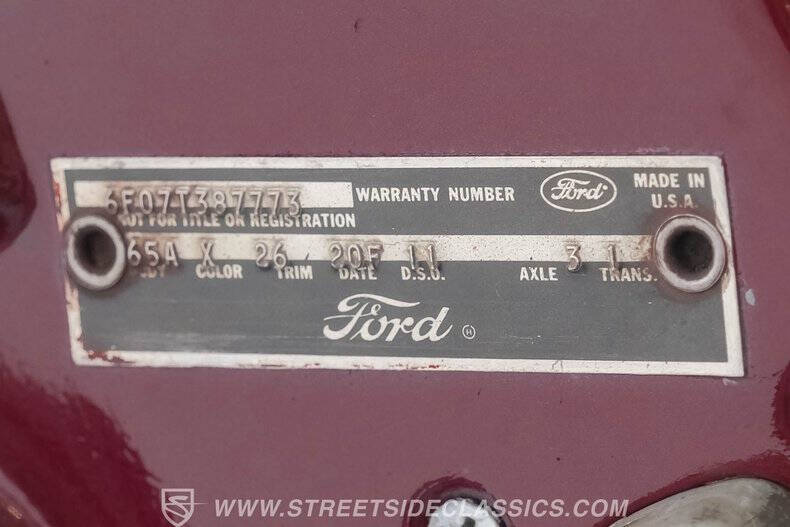 6F07T387773 WARRANTY NUMBER Ford MADE IN U.S.A.
NOT FOR TITLE OR REGISTRATION
65A X 26 20F 11 3 1
COLOR TRIM DATE D.S.O. AXLE TRANS.
Ford
WWW.STREETSIDECLASSICS.COM